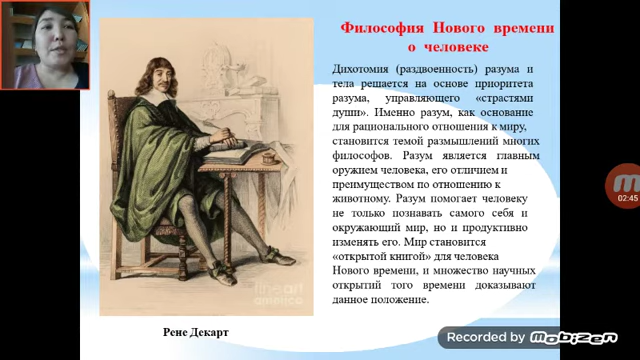 Философия Нового времени
о человеке
Дихотомия (раздвоенность) разума и
тела решается на основе приоритета
разума, управляющего «страстями
души». Именно разум, как основание
для рационального отношения к миру,
становится темой размышлений многих
философов. Разум является главным
оружием человека, его отличием и
преимуществом по отношению к
животному. Разум помогает человеку
не только познавать самого себя и
окружающий мир, но и продуктивно
изменять его. Мир становится
«открытой книгой» для человека
Нового времени, и множество научных
открытий того времени доказывают
данное положение.
fine art
america
Рене Декарт
02:45
Recorded by mobizen